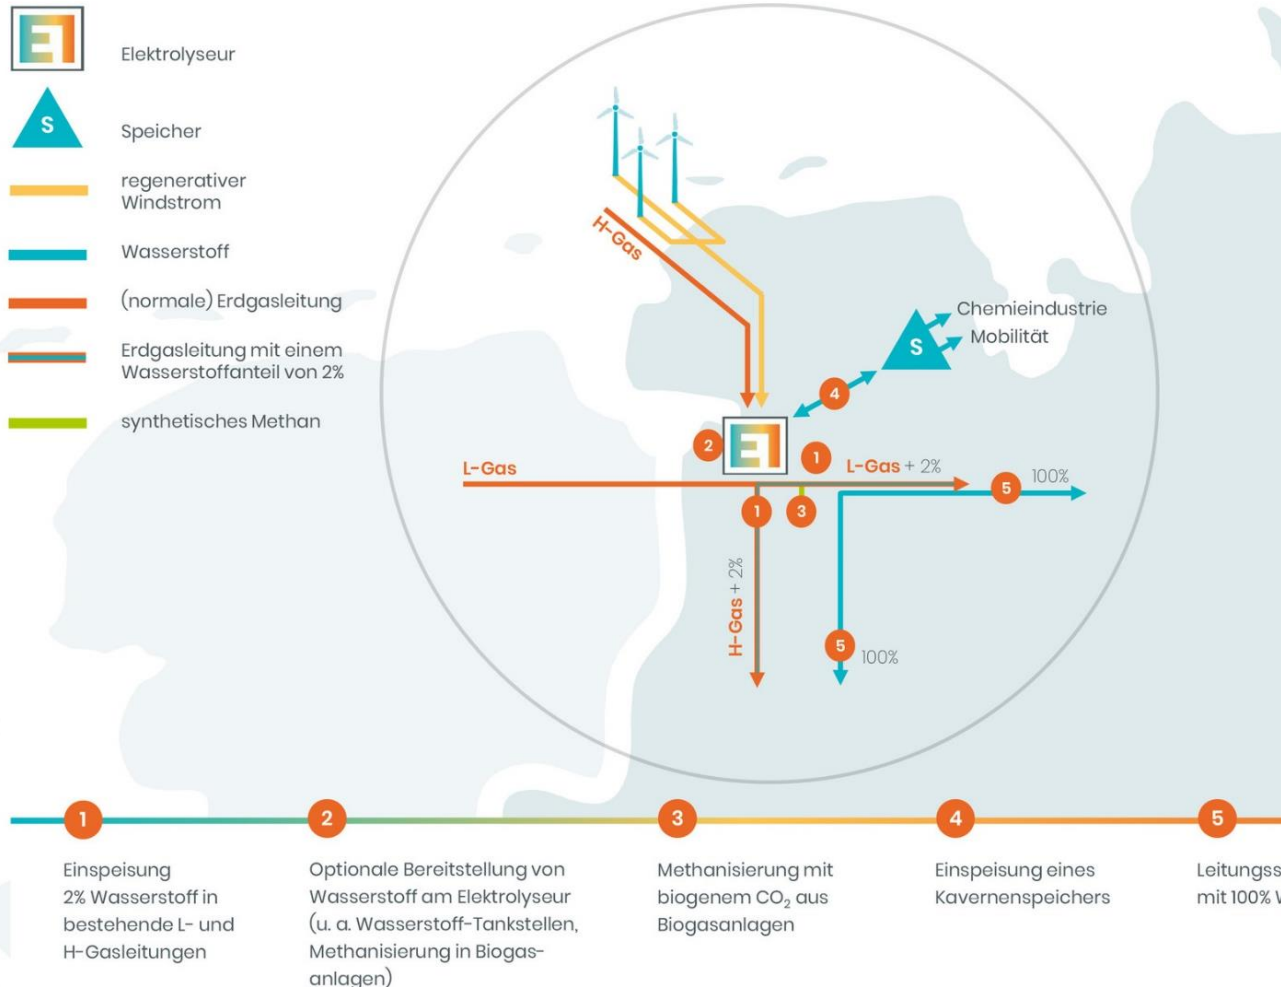 Elektrolyseur
S
Speicher
regenerativer
Windstrom
Wasserstoff
(normale) Erdgasleitung
Erdgasleitung mit einem
Wasserstoffanteil von 2%
synthetisches Methan
H-Gas
Chemieindustrie
Mobilität
S
4
2
1
L-Gas
L-Gas + 2%
5
100%
1
3
H-Gas + 2%
5
100%
1
Einspeisung
2% Wasserstoff in
bestehende L- und
H-Gasleitungen
2
Optionale Bereitstellung von
Wasserstoff am Elektrolyseur
(u. a. Wasserstoff-Tankstellen,
Methanisierung in Biogas-
anlagen)
3
Methanisierung mit
biogenem CO₂ aus
Biogasanlagen
4
Einspeisung eines
Kavernenspeichers
5
mit 100%